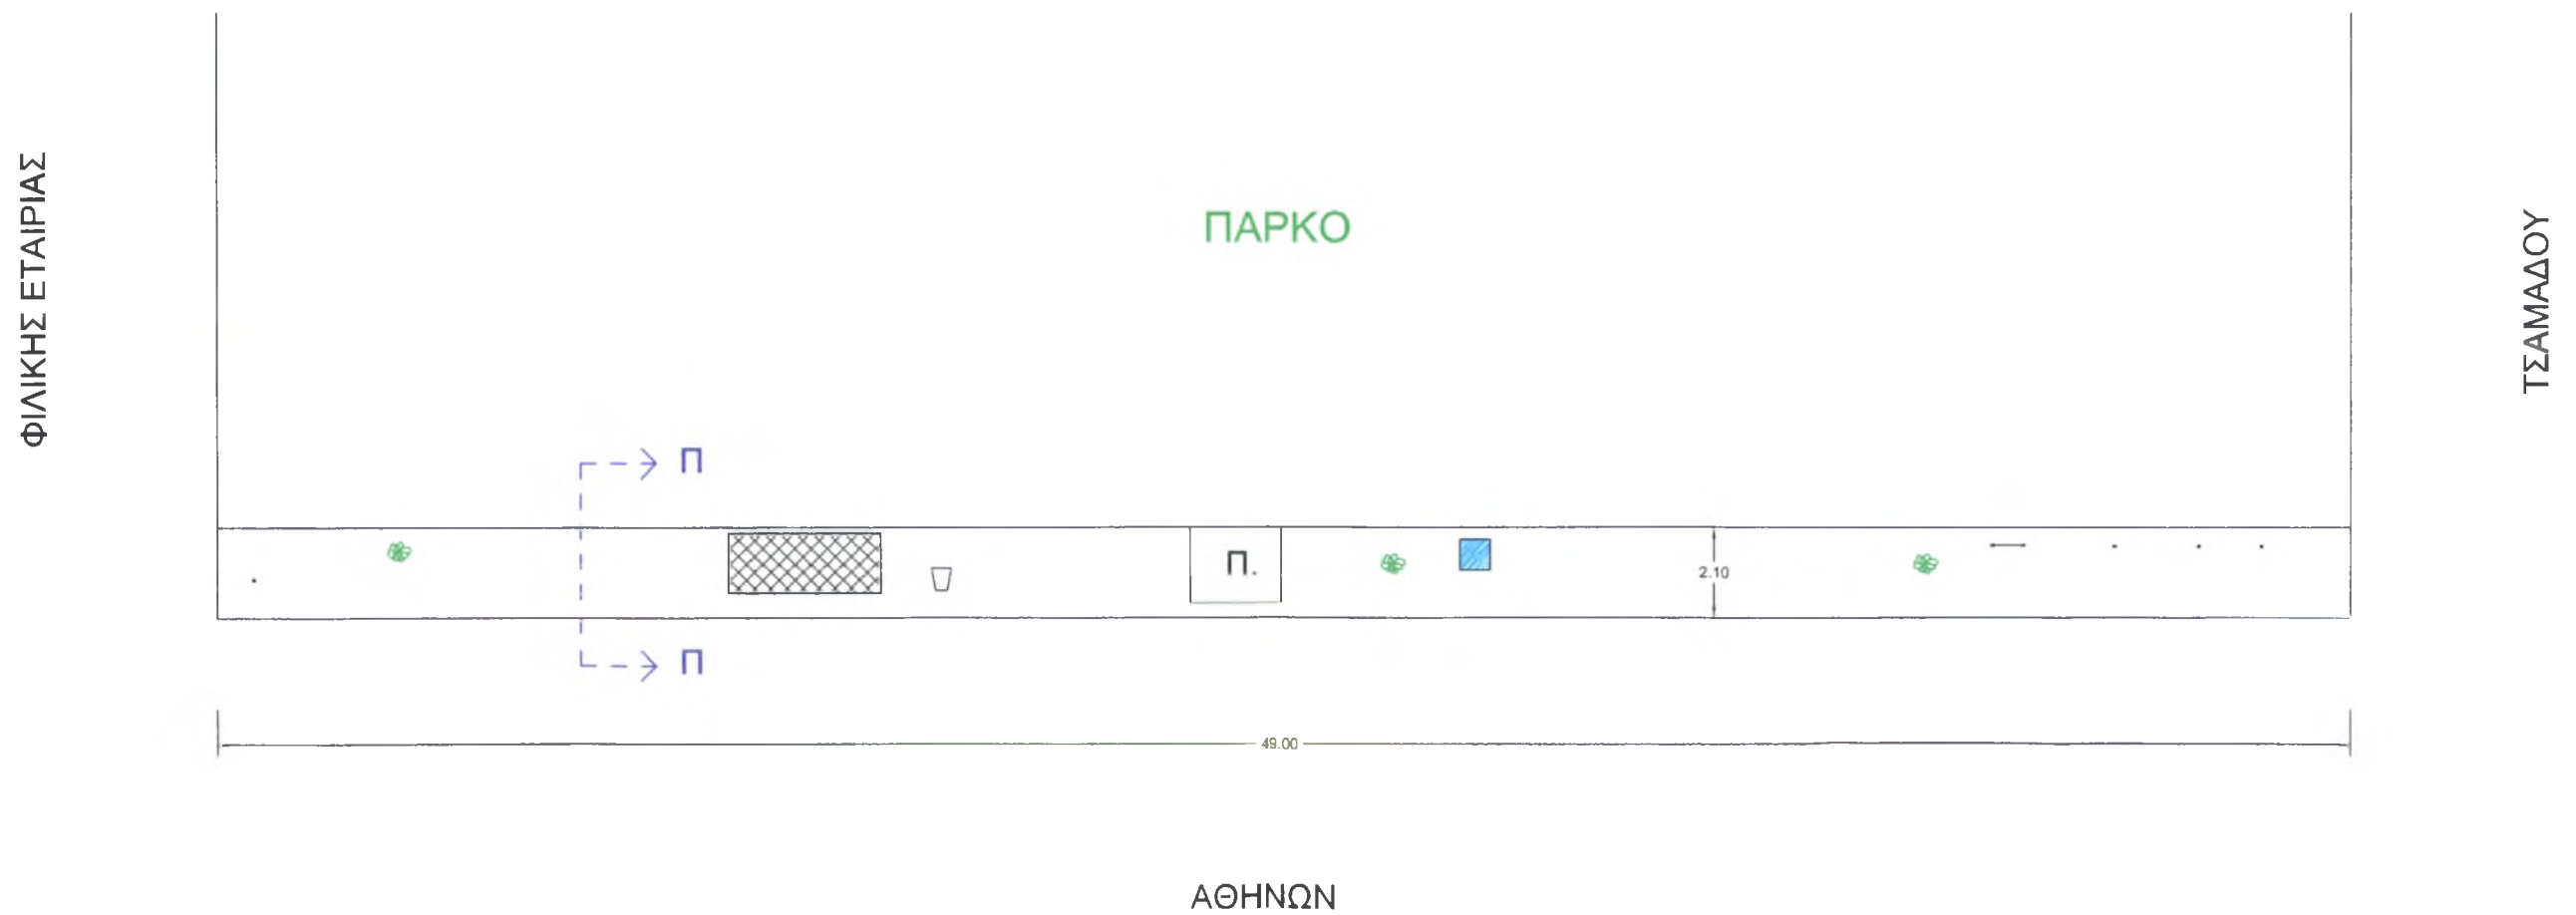 ΦΙΛΙΚΗΣ ΕΤΑΙΡΙΑΣ
ΠΑΡΚΟ
ΤΣΑΜΑΔΟΥ
Π
Π.
2.10
Π
49.00
ΑΘΗΝΩΝ